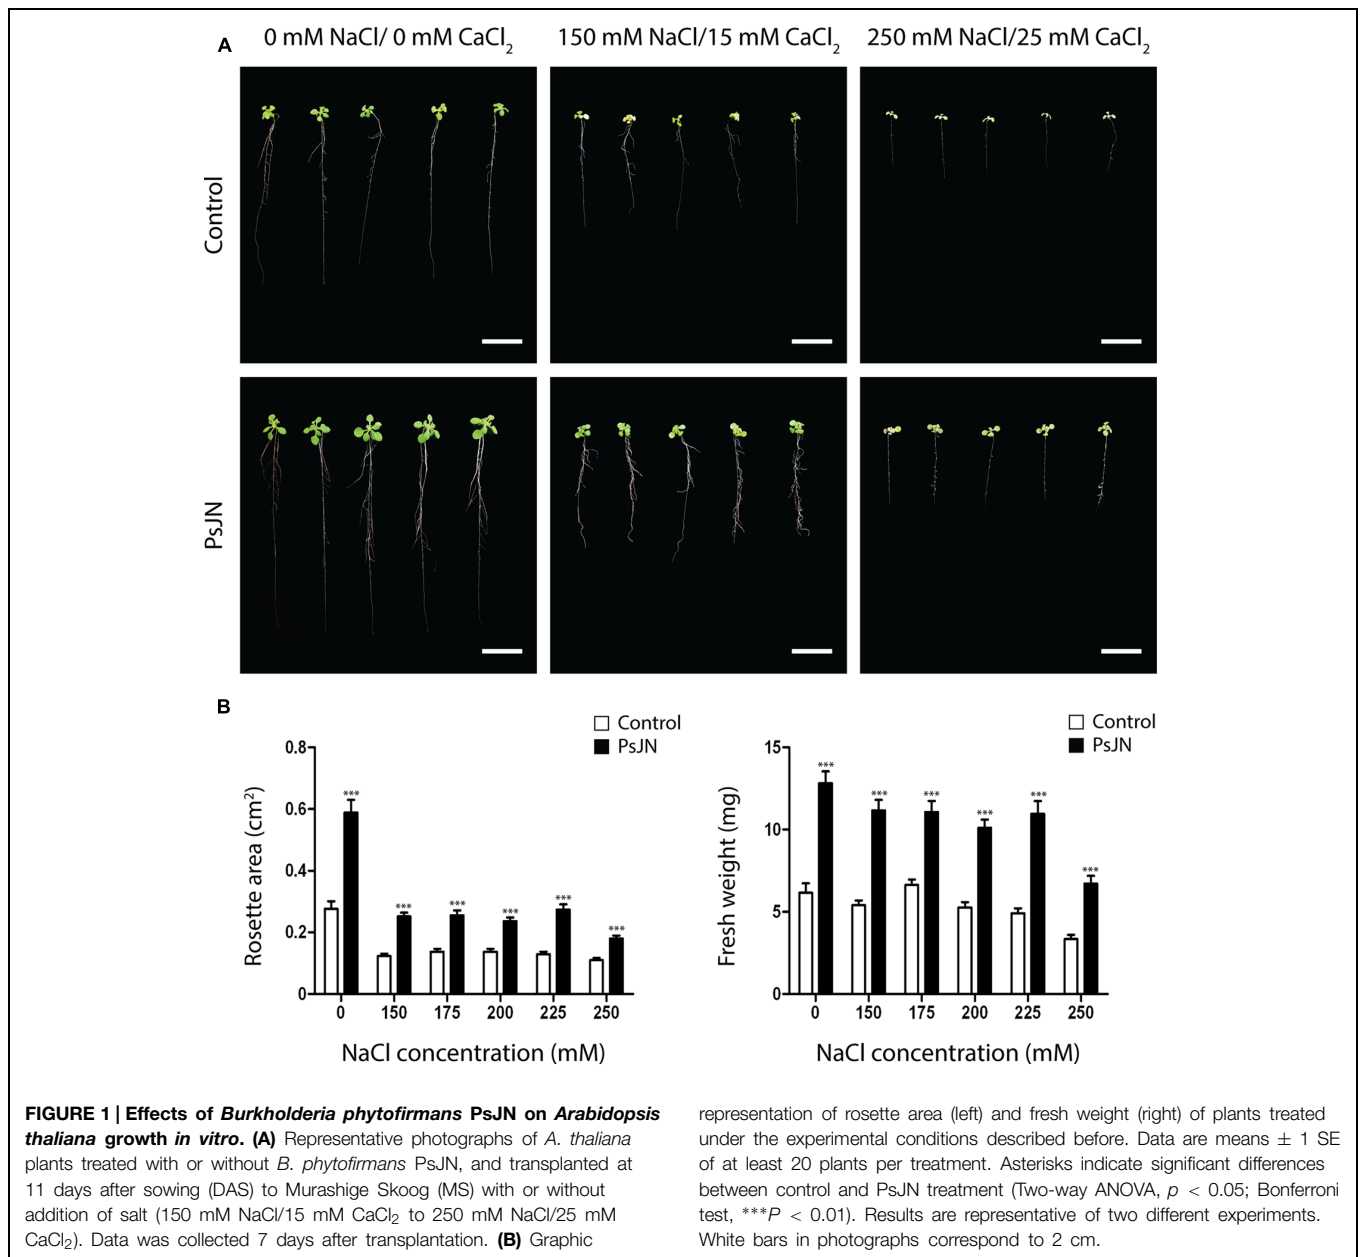 A
0 mM NaCl/ 0 mM CaCl₂
150 mM NaCl/15 mM CaCl₂
250 mM NaCl/25 mM CaCl₂
Control
PsJN
B
Control
PsJN
Rosette area (cm²)
0.8
0.6
0.4
0.2
0
*** *** *** *** *** ***
0 150 175 200 225 250
NaCl concentration (mM)
Control
PsJN
Fresh weight (mg)
15
10
5
0
*** *** *** *** *** ***
0 150 175 200 225 250
NaCl concentration (mM)
FIGURE 1 | Effects of Burkholderia phytofirmans PsJN on Arabidopsis
thaliana growth in vitro. (A) Representative photographs of A. thaliana
plants treated with or without B. phytofirmans PsJN, and transplanted at
11 days after sowing (DAS) to Murashige Skoog (MS) with or without
addition of salt (150 mM NaCl/15 mM CaCl₂ to 250 mM NaCl/25 mM
CaCl₂). Data was collected 7 days after transplantation. (B) Graphic
representation of rosette area (left) and fresh weight (right) of plants treated
under the experimental conditions described before. Data are means ± 1 SE
of at least 20 plants per treatment. Asterisks indicate significant differences
between control and PsJN treatment (Two-way ANOVA, p < 0.05; Bonferroni
test, ***P < 0.01). Results are representative of two different experiments.
White bars in photographs correspond to 2 cm.